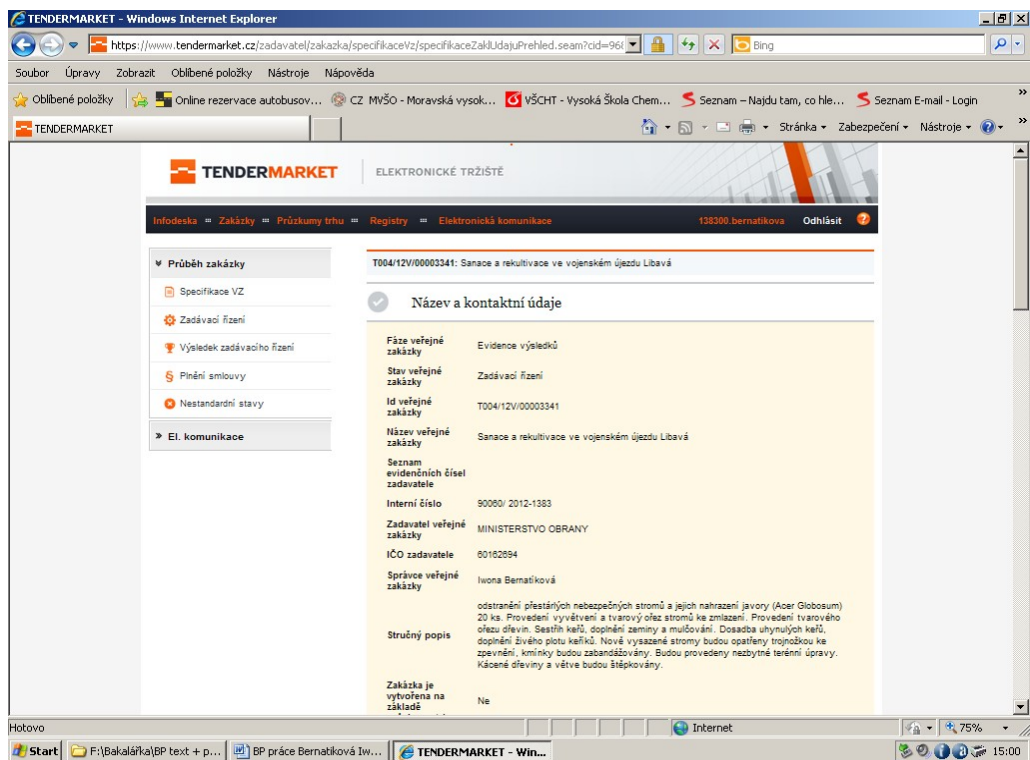 TENDERMARKET - Windows Internet Explorer
https://www.tendermarket.cz/zadavatel/zakazka/specifikaceVz/specifikaceZaklUdajuPrehled.seam?cid=968
Bing
Soubor Úpravy Zobrazit Oblíbené položky Nástroje Nápověda
Oblíbené položky Online rezervace autobusov... CZ MVŠO - Moravská vysok... VŠCHT - Vysoká Škola Chem... Seznam – Najdu tam, co hle... Seznam E-mail - Login »
TENDERMARKET Stránka Zabezpečení Nástroje »
TENDERMARKET ELEKTRONICKÉ TRŽIŠTĚ
Infodeska Zakázky Průzkumy trhu Registry Elektronická komunikace 138300.bernatikova Odhlásit ?
Průběh zakázky
Specifikace VZ
Zadávací řízení
Výsledek zadávacího řízení
§ Plnění smlouvy
Nestandardní stavy
» El. komunikace
T004/12V/00003341: Sanace a rekultivace ve vojenském újezdu Libavá
Název a kontaktní údaje
Fáze veřejné
zakázky
Evidence výsledků
Stav veřejné
zakázky
Zadávací řízení
Id veřejné
zakázky
T004/12V/00003341
Název veřejné
zakázky
Sanace a rekultivace ve vojenském újezdu Libavá
Seznam
evidenčních čísel
zadavatele
Interní číslo 90060/ 2012-1383
Zadavatel veřejné
zakázky
MINISTERSTVO OBRANY
IČO zadavatele 60162694
Správce veřejné
zakázky
Iwona Bernatíková
Stručný popis
odstranění přestárlých nebezpečných stromů a jejich nahrazení javory (Acer Globosum)
20 ks. Provedení vyvětvení a tvarový ořez stromků ke zmlazení. Provedení tvarového
ořezu dřevin. Sestřih keřů, doplnění zeminy a mulčování. Dosadba uhynulých keřů,
doplnění živého plotu keříků. Nově vysazené stromy budou opatřeny trojnožkou ke
zpevnění, kmínky budou zabandážovány. Budou provedeny nezbytné terénní úpravy.
Kácené dřeviny a větve budou štěpkovány.
Zakázka je
vytvořena na
základě
Ne
Hotovo Internet 75%
Start F:\Bakalářka\BP text + p... BP práce Bernatiková Iw... TENDERMARKET - Win... 15:00